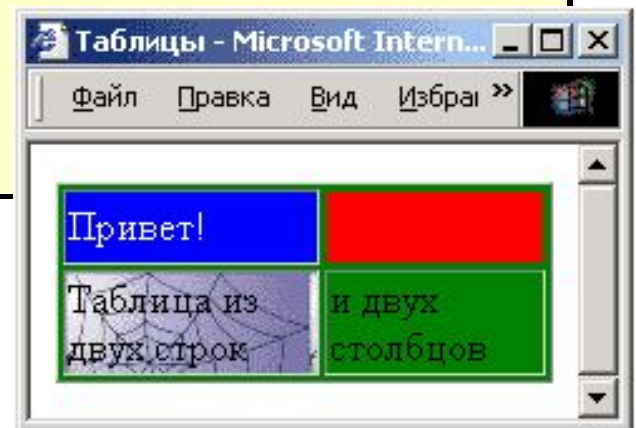 Таблицы - Microsoft Intern...
Файл Правка Вид Избра »
Привет!
Таблица из
двух строк
и двух
столбцов